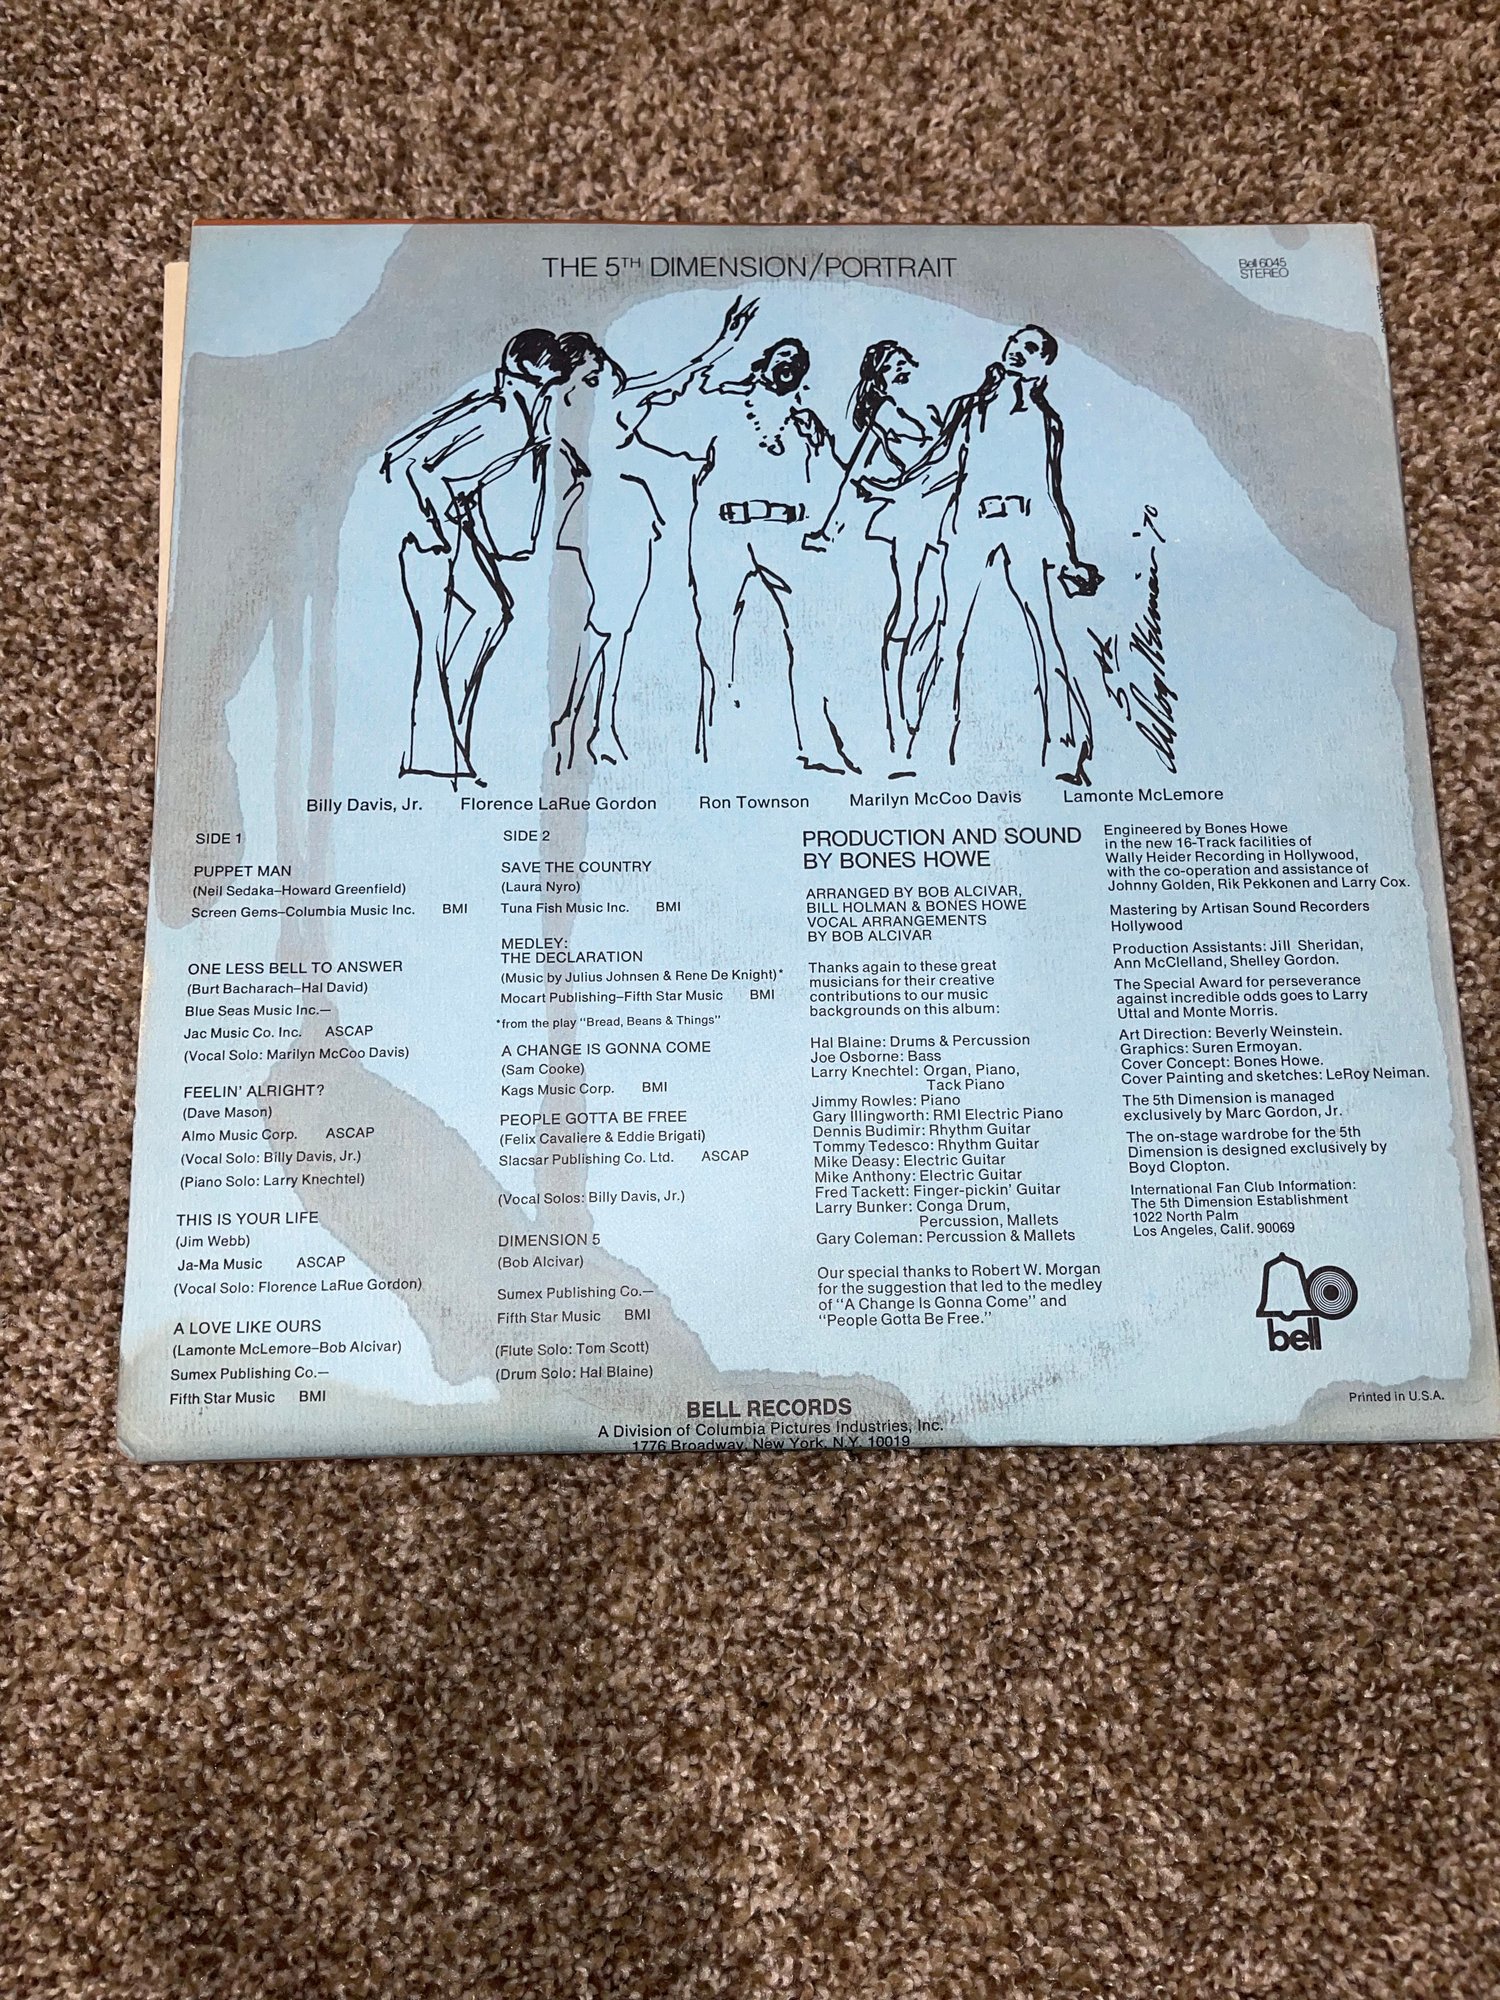 THE 5TH DIMENSION/PORTRAIT
Bell 6045
STEREO
5th
LeRoy Neiman '70
Billy Davis, Jr.
Florence LaRue Gordon
Ron Townson
Marilyn McCoo Davis
Lamonte McLemore
SIDE 1
PUPPET MAN
(Neil Sedaka–Howard Greenfield)
Screen Gems–Columbia Music Inc. BMI
ONE LESS BELL TO ANSWER
(Burt Bacharach–Hal David)
Blue Seas Music Inc.—
Jac Music Co. Inc. ASCAP
(Vocal Solo: Marilyn McCoo Davis)
FEELIN' ALRIGHT?
(Dave Mason)
Almo Music Corp. ASCAP
(Vocal Solo: Billy Davis, Jr.)
(Piano Solo: Larry Knechtel)
THIS IS YOUR LIFE
(Jim Webb)
Ja-Ma Music ASCAP
(Vocal Solo: Florence LaRue Gordon)
A LOVE LIKE OURS
(Lamonte McLemore–Bob Alcivar)
Sumex Publishing Co.—
Fifth Star Music BMI
SIDE 2
SAVE THE COUNTRY
(Laura Nyro)
Tuna Fish Music Inc. BMI
MEDLEY:
THE DECLARATION
(Music by Julius Johnsen & Rene De Knight)*
Mocart Publishing–Fifth Star Music BMI
*from the play "Bread, Beans & Things"
A CHANGE IS GONNA COME
(Sam Cooke)
Kags Music Corp. BMI
PEOPLE GOTTA BE FREE
(Felix Cavaliere & Eddie Brigati)
Slacsar Publishing Co. Ltd. ASCAP
(Vocal Solos: Billy Davis, Jr.)
DIMENSION 5
(Bob Alcivar)
Sumex Publishing Co.—
Fifth Star Music BMI
(Flute Solo: Tom Scott)
(Drum Solo: Hal Blaine)
PRODUCTION AND SOUND
BY BONES HOWE
ARRANGED BY BOB ALCIVAR,
BILL HOLMAN & BONES HOWE
VOCAL ARRANGEMENTS
BY BOB ALCIVAR
Thanks again to these great
musicians for their creative
contributions to our music
backgrounds on this album:
Hal Blaine: Drums & Percussion
Joe Osborne: Bass
Larry Knechtel: Organ, Piano,
Tack Piano
Jimmy Rowles: Piano
Gary Illingworth: RMI Electric Piano
Dennis Budimir: Rhythm Guitar
Tommy Tedesco: Rhythm Guitar
Mike Deasy: Electric Guitar
Mike Anthony: Electric Guitar
Fred Tackett: Finger-pickin' Guitar
Larry Bunker: Conga Drum,
Percussion, Mallets
Gary Coleman: Percussion & Mallets
Our special thanks to Robert W. Morgan
for the suggestion that led to the medley
of "A Change Is Gonna Come" and
"People Gotta Be Free."
Engineered by Bones Howe
in the new 16-Track facilities of
Wally Heider Recording in Hollywood,
with the co-operation and assistance of
Johnny Golden, Rik Pekkonen and Larry Cox.
Mastering by Artisan Sound Recorders
Hollywood
Production Assistants: Jill Sheridan,
Ann McClelland, Shelley Gordon.
The Special Award for perseverance
against incredible odds goes to Larry
Uttal and Monte Morris.
Art Direction: Beverly Weinstein.
Graphics: Suren Ermoyan.
Cover Concept: Bones Howe.
Cover Painting and sketches: LeRoy Neiman.
The 5th Dimension is managed
exclusively by Marc Gordon, Jr.
The on-stage wardrobe for the 5th
Dimension is designed exclusively by
Boyd Clopton.
International Fan Club Information:
The 5th Dimension Establishment
1022 North Palm
Los Angeles, Calif. 90069
bell
Printed in U.S.A.
BELL RECORDS
A Division of Columbia Pictures Industries, Inc.
1776 Broadway, New York, N.Y. 10019